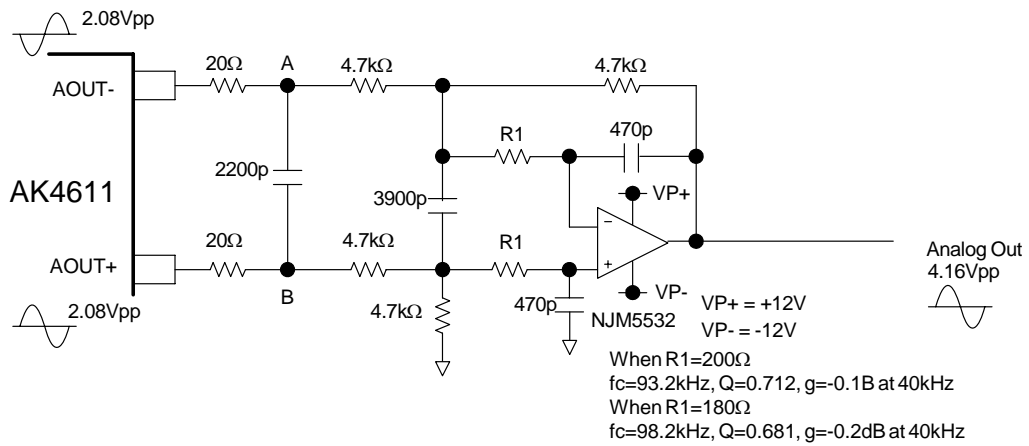 2.08Vpp
20Ω
A
4.7kΩ
4.7kΩ
AOUT-
R1
470p
2200p
AK4611
3900p
VP+
−
20Ω
4.7kΩ
R1
+
AOUT+
B
Analog Out
4.16Vpp
VP-
470p
4.7kΩ
2.08Vpp
NJM5532
VP+ = +12V
VP- = -12V
When R1=200Ω
fc=93.2kHz, Q=0.712, g=-0.1B at 40kHz
When R1=180Ω
fc=98.2kHz, Q=0.681, g=-0.2dB at 40kHz